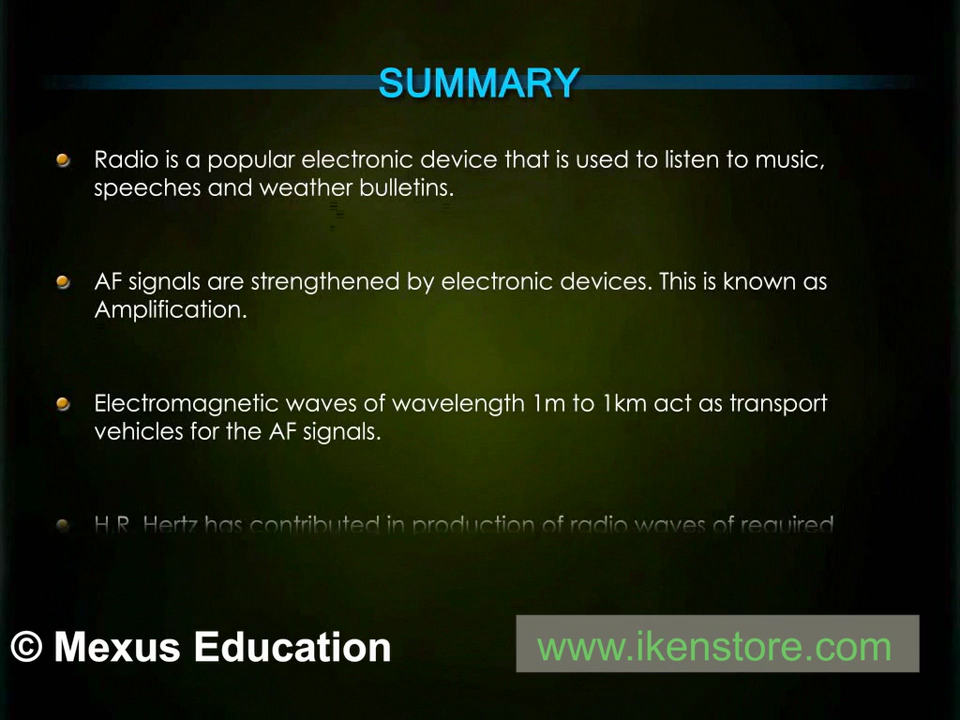 SUMMARY
Radio is a popular electronic device that is used to listen to music,
speeches and weather bulletins.
AF signals are strengthened by electronic devices. This is known as
Amplification.
Electromagnetic waves of wavelength 1m to 1km act as transport
vehicles for the AF signals.
H.R. Hertz has contributed in production of radio waves of required
© Mexus Education
www.ikenstore.com